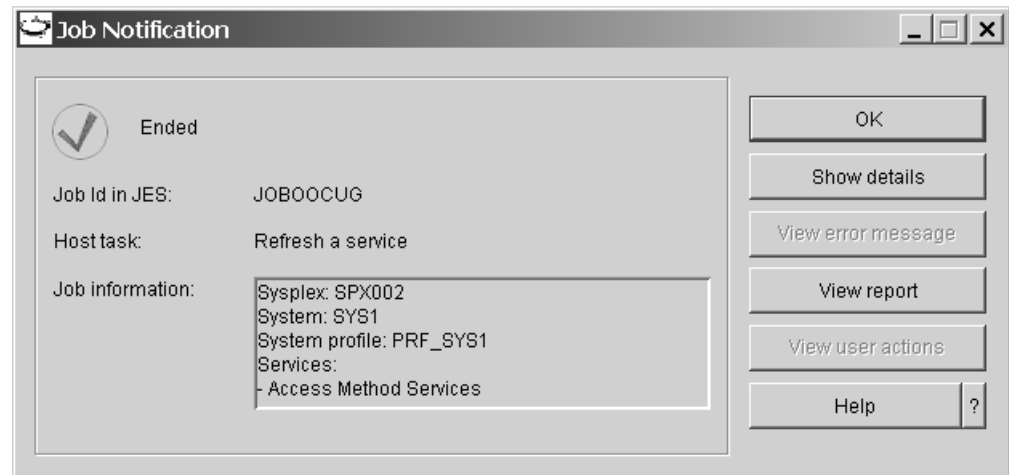 Job Notification
Ended
Job Id in JES: JOBOOCUG
Host task: Refresh a service
Job information:
Sysplex: SPX002
System: SYS1
System profile: PRF_SYS1
Services:
- Access Method Services
OK
Show details
View error message
View report
View user actions
Help ?